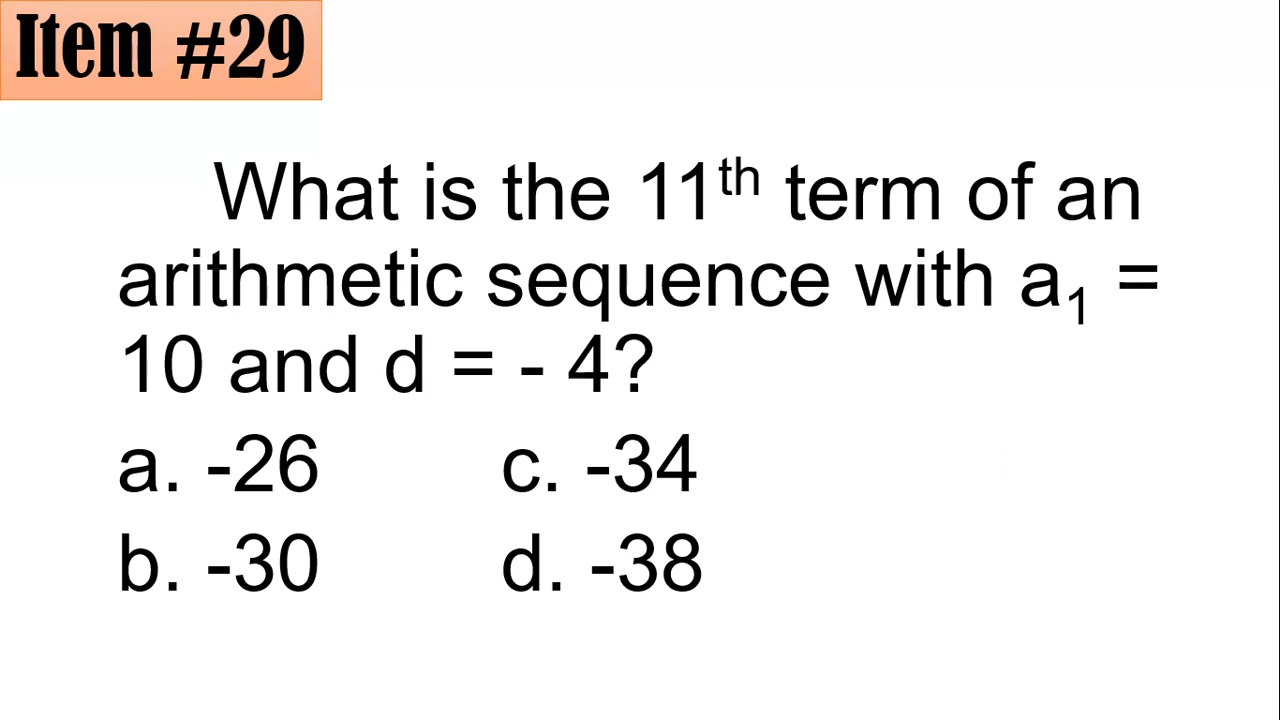 Item #29
What is the 11th term of an
arithmetic sequence with a₁ =
10 and d = - 4?
a. -26 c. -34
b. -30 d. -38